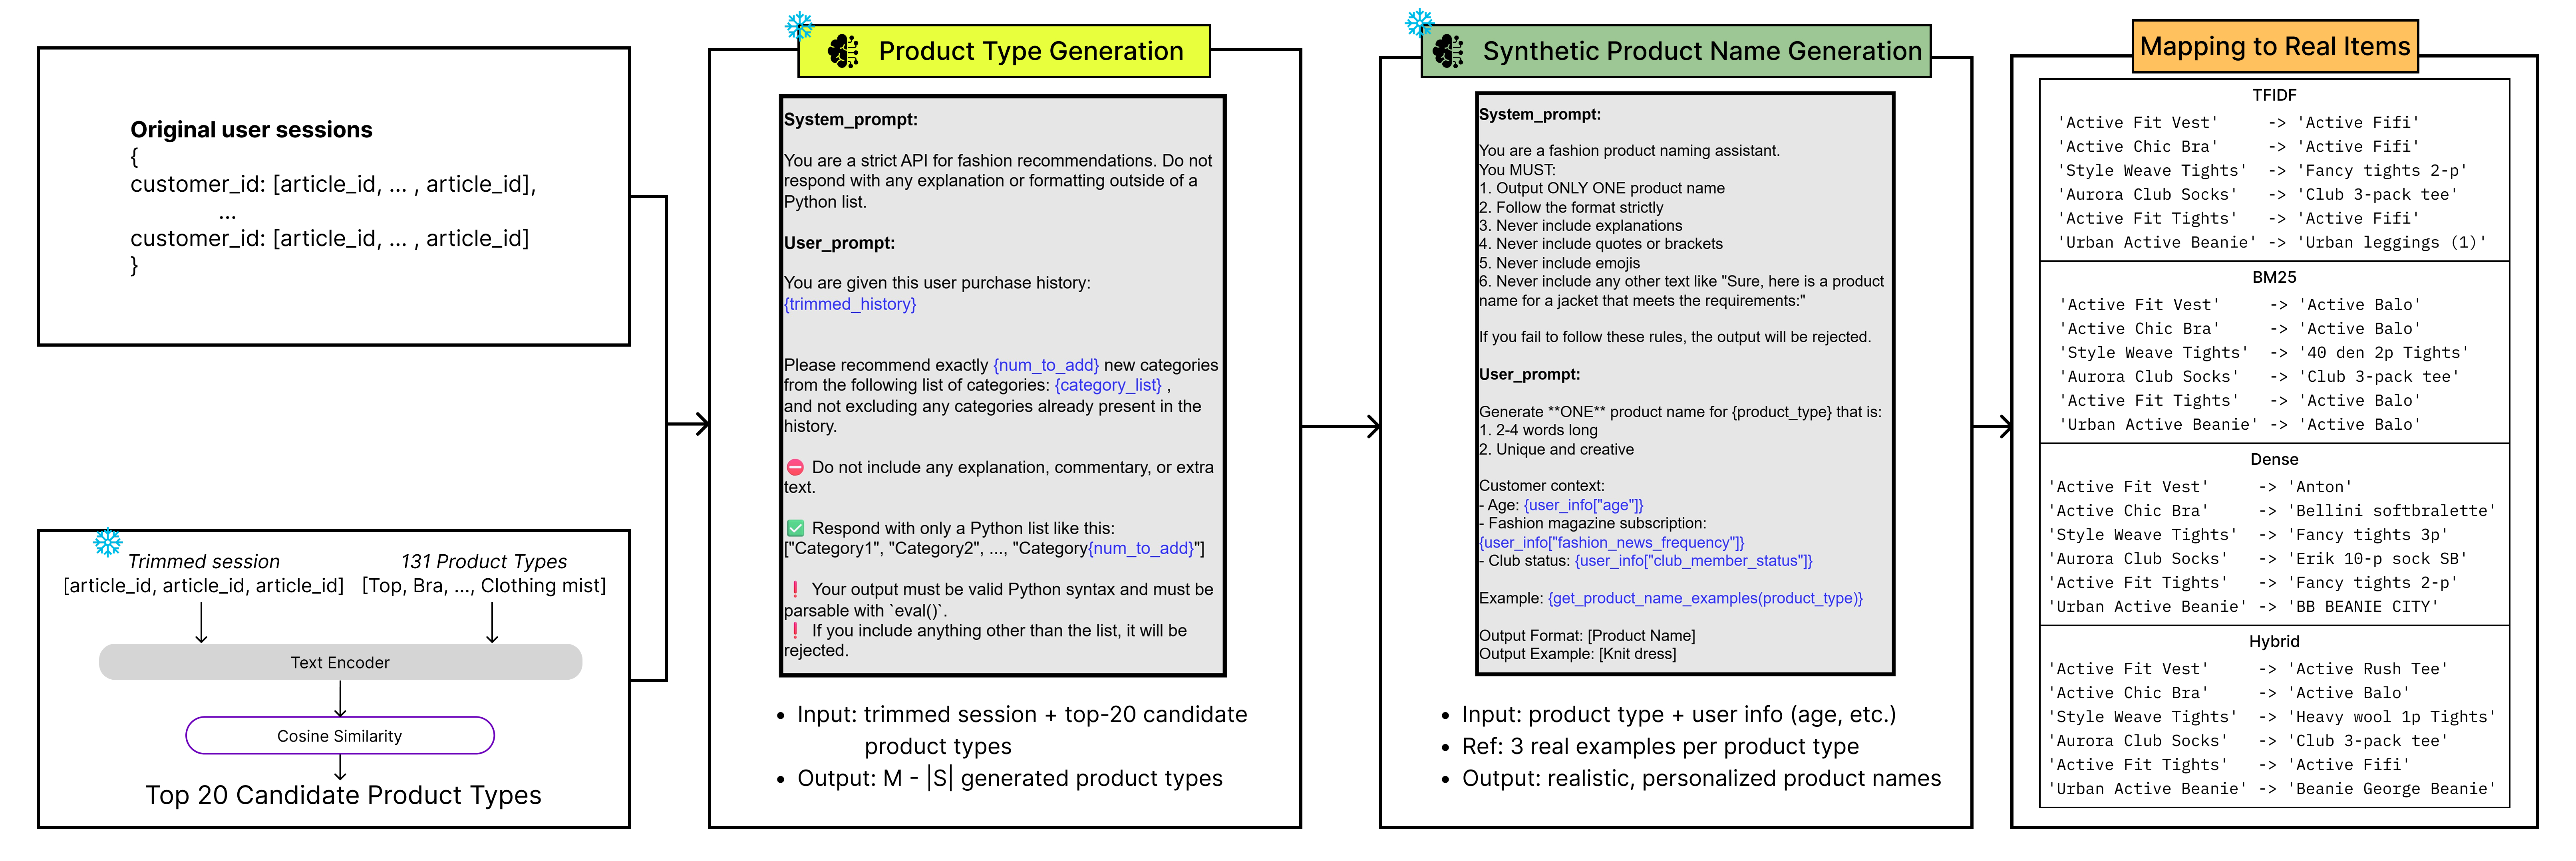 Original user sessions
{
customer_id: [article_id, ... , article_id],
...
customer_id: [article_id, ... , article_id]
}
Trimmed session
[article_id, article_id, article_id]
131 Product Types
[Top, Bra, ..., Clothing mist]
Text Encoder
Cosine Similarity
Top 20 Candidate Product Types
Product Type Generation
System_prompt:
You are a strict API for fashion recommendations. Do not
respond with any explanation or formatting outside of a
Python list.
User_prompt:
You are given this user purchase history:
{trimmed_history}
Please recommend exactly {num_to_add} new categories
from the following list of categories: {category_list} ,
and not excluding any categories already present in the
history.
⛔ Do not include any explanation, commentary, or extra
text.
✅ Respond with only a Python list like this:
["Category1", "Category2", ..., "Category{num_to_add}"]
❗ Your output must be valid Python syntax and must be
parsable with `eval()`.
❗ If you include anything other than the list, it will be
rejected.
• Input: trimmed session + top-20 candidate
product types
• Output: M - |S| generated product types
Synthetic Product Name Generation
System_prompt:
You are a fashion product naming assistant.
You MUST:
1. Output ONLY ONE product name
2. Follow the format strictly
3. Never include explanations
4. Never include quotes or brackets
5. Never include emojis
6. Never include any other text like "Sure, here is a product
name for a jacket that meets the requirements:"
If you fail to follow these rules, the output will be rejected.
User_prompt:
Generate **ONE** product name for {product_type} that is:
1. 2-4 words long
2. Unique and creative
Customer context:
- Age: {user_info["age"]}
- Fashion magazine subscription:
{user_info["fashion_news_frequency"]}
- Club status: {user_info["club_member_status"]}
Example: {get_product_name_examples(product_type)}
Output Format: [Product Name]
Output Example: [Knit dress]
• Input: product type + user info (age, etc.)
• Ref: 3 real examples per product type
• Output: realistic, personalized product names
Mapping to Real Items
TFIDF
'Active Fit Vest' -> 'Active Fifi'
'Active Chic Bra' -> 'Active Fifi'
'Style Weave Tights' -> 'Fancy tights 2-p'
'Aurora Club Socks' -> 'Club 3-pack tee'
'Active Fit Tights' -> 'Active Fifi'
'Urban Active Beanie' -> 'Urban leggings (1)'
BM25
'Active Fit Vest' -> 'Active Balo'
'Active Chic Bra' -> 'Active Balo'
'Style Weave Tights' -> '40 den 2p Tights'
'Aurora Club Socks' -> 'Club 3-pack tee'
'Active Fit Tights' -> 'Active Balo'
'Urban Active Beanie' -> 'Active Balo'
Dense
'Active Fit Vest' -> 'Anton'
'Active Chic Bra' -> 'Bellini softbralette'
'Style Weave Tights' -> 'Fancy tights 3p'
'Aurora Club Socks' -> 'Erik 10-p sock SB'
'Active Fit Tights' -> 'Fancy tights 2-p'
'Urban Active Beanie' -> 'BB BEANIE CITY'
Hybrid
'Active Fit Vest' -> 'Active Rush Tee'
'Active Chic Bra' -> 'Active Balo'
'Style Weave Tights' -> 'Heavy wool 1p Tights'
'Aurora Club Socks' -> 'Club 3-pack tee'
'Active Fit Tights' -> 'Active Fifi'
'Urban Active Beanie' -> 'Beanie George Beanie'